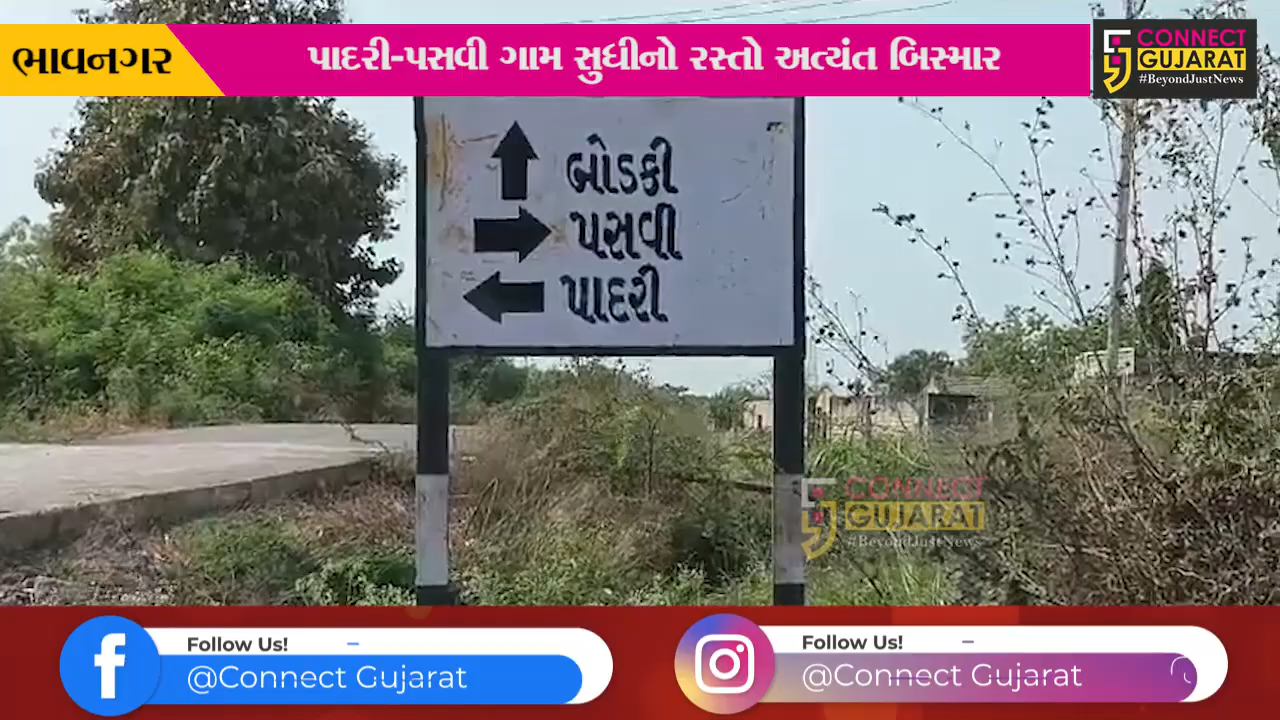 ભાવનગર
પાદરી-પસવી ગામ સુધીનો રસ્તો અત્યંત બિસ્માર
CONNECT
GUJARAT
#BeyondJustNews
બોડકી
પસવી
પાદરી
CONNECT
GUJARAT
#BeyondJustNews
Follow Us!
@Connect Gujarat
Follow Us!
@Connect Gujarat